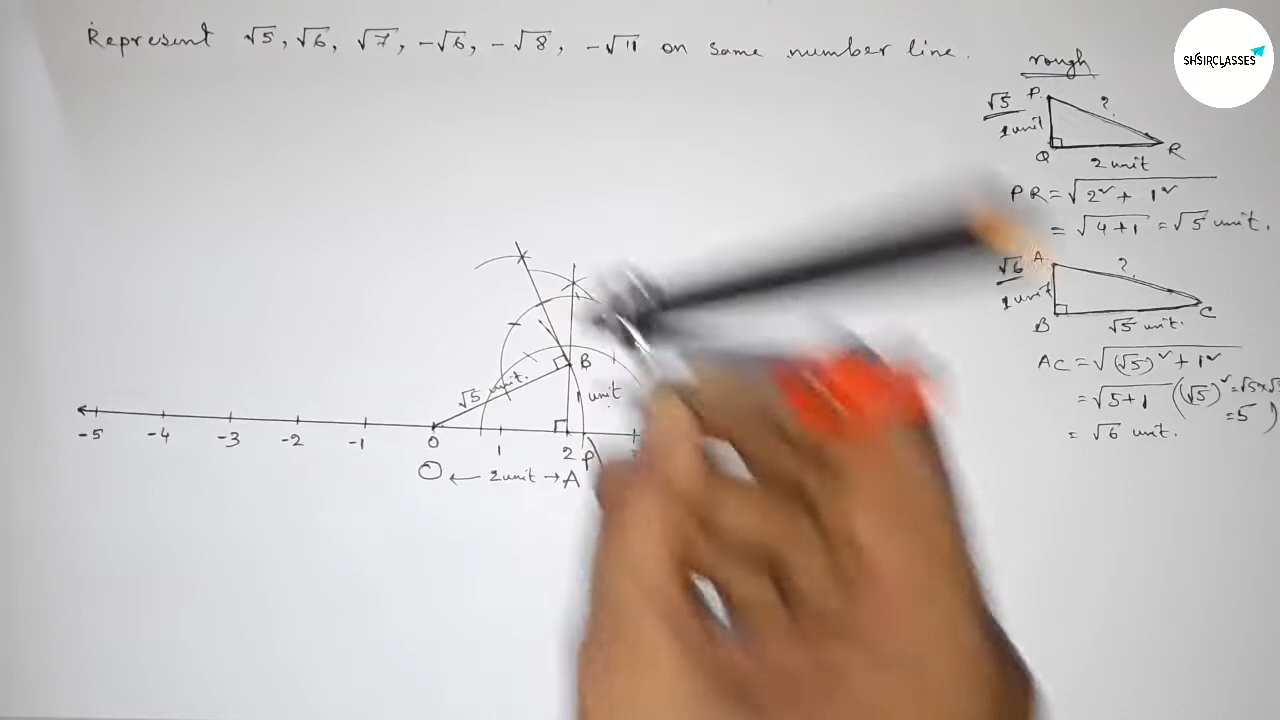 Represent √5, √6, √7, -√6, -√8, -√11 on same number line.
SHSIRCLASSES
rough
√5 P ?
1 unit
Q R
2 unit
PR = √2² + 1²
= √4+1 = √5 unit.
√6 A ?
1 unit
B C
√5 unit.
AC = √(√5)² + 1²
= √5+1 ((√5)² = √5×√5
= 5)
= √6 unit.
B
√5 unit. 1 unit
-5 -4 -3 -2 -1 0 1 2 P
O ← 2 unit → A